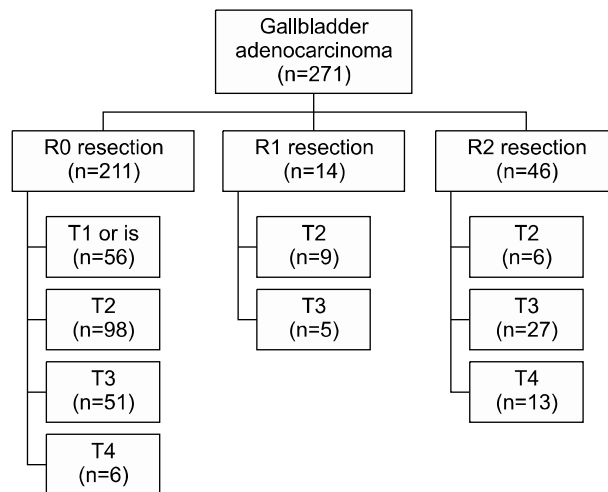 Gallbladder
adenocarcinoma
(n=271)
R0 resection
(n=211)
R1 resection
(n=14)
R2 resection
(n=46)
T1 or is
(n=56)
T2
(n=98)
T3
(n=51)
T4
(n=6)
T2
(n=9)
T3
(n=5)
T2
(n=6)
T3
(n=27)
T4
(n=13)